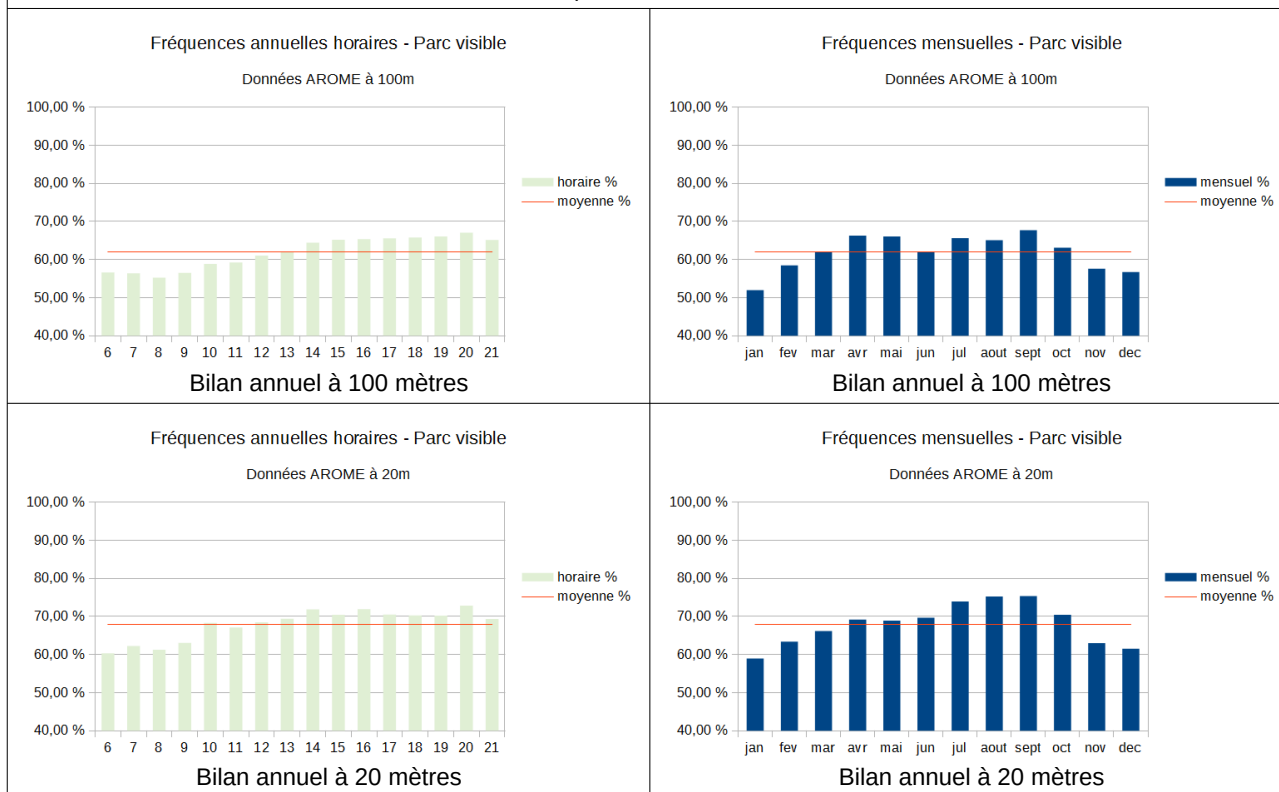 Fréquences annuelles horaires - Parc visible
Données AROME à 100m
100,00 %
90,00 %
80,00 %
70,00 %
60,00 %
50,00 %
40,00 %
6 7 8 9 10 11 12 13 14 15 16 17 18 19 20 21
horaire %
moyenne %
Bilan annuel à 100 mètres
Fréquences mensuelles - Parc visible
Données AROME à 100m
100,00 %
90,00 %
80,00 %
70,00 %
60,00 %
50,00 %
40,00 %
jan fev mar avr mai jun jul aout sept oct nov dec
mensuel %
moyenne %
Bilan annuel à 100 mètres
Fréquences annuelles horaires - Parc visible
Données AROME à 20m
100,00 %
90,00 %
80,00 %
70,00 %
60,00 %
50,00 %
40,00 %
6 7 8 9 10 11 12 13 14 15 16 17 18 19 20 21
horaire %
moyenne %
Bilan annuel à 20 mètres
Fréquences mensuelles - Parc visible
Données AROME à 20m
100,00 %
90,00 %
80,00 %
70,00 %
60,00 %
50,00 %
40,00 %
jan fev mar avr mai jun jul aout sept oct nov dec
mensuel %
moyenne %
Bilan annuel à 20 mètres